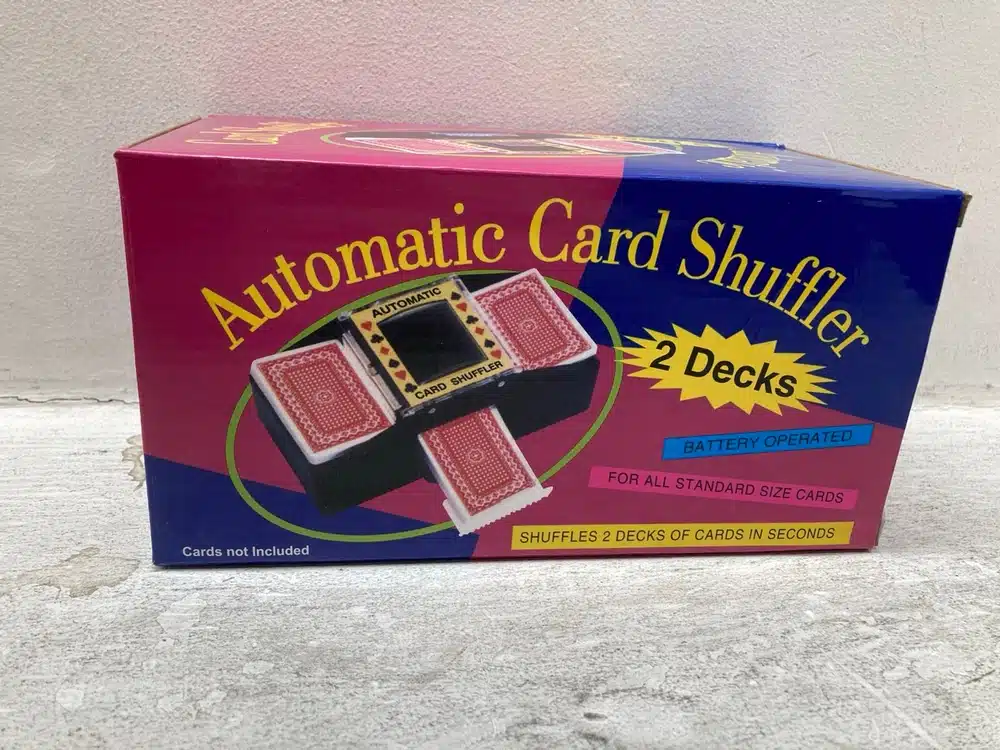 Automatic Card Shuffler
AUTOMATIC
CARD SHUFFLER
2 Decks
BATTERY OPERATED
FOR ALL STANDARD SIZE CARDS
SHUFFLES 2 DECKS OF CARDS IN SECONDS
Cards not Included